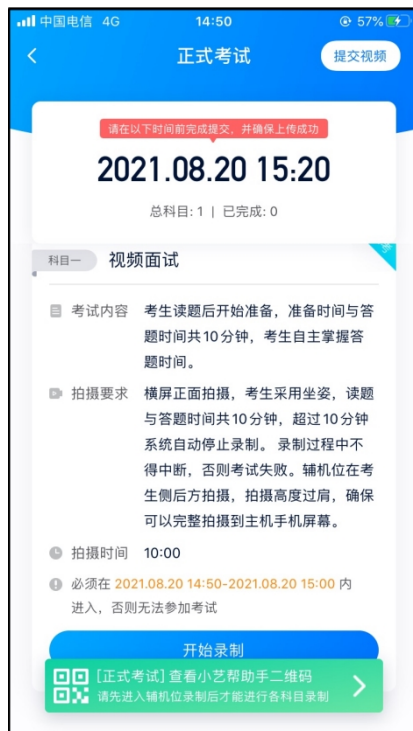 中国电信 4G 14:50 57%
正式考试 提交视频
请在以下时间前完成提交，并确保上传成功
2021.08.20 15:20
总科目: 1 | 已完成: 0
科目一 视频面试
考试内容 考生读题后开始准备，准备时间与答
题时间共10分钟，考生自主掌握答
题时间。
拍摄要求 横屏正面拍摄，考生采用坐姿，读题
与答题时间共10分钟，超过10分钟
系统自动停止录制。 录制过程中不
得中断，否则考试失败。辅机位在考
生侧后方拍摄，拍摄高度过肩，确保
可以完整拍摄到主机手机屏幕。
拍摄时间 10:00
必须在 2021.08.20 14:50-2021.08.20 15:00 内
进入，否则无法参加考试
开始录制
[正式考试] 查看小艺帮助手二维码
请先进入辅机位录制后才能进行各科目录制